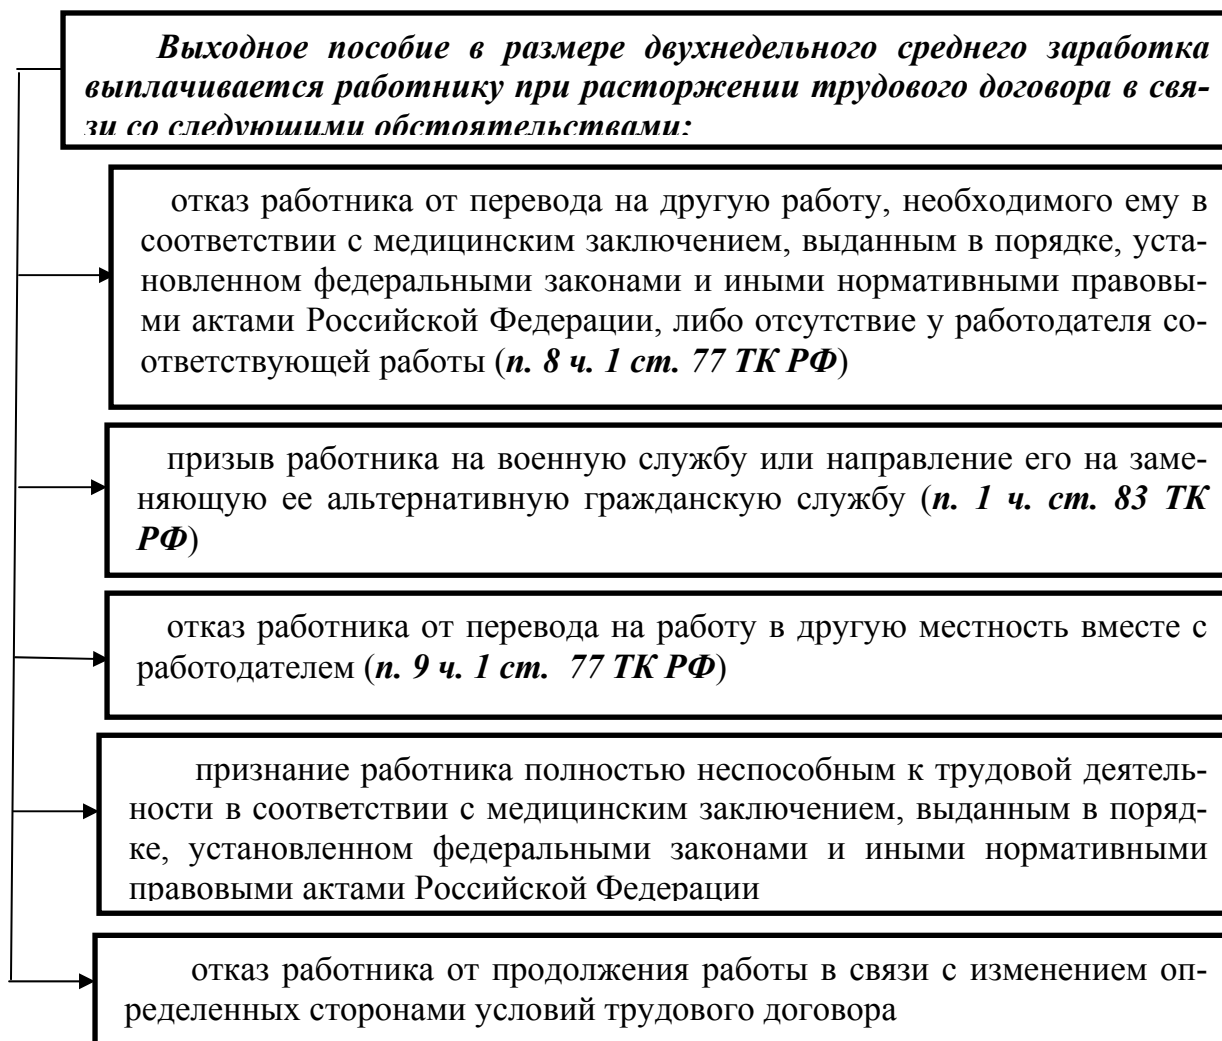 Выходное пособие в размере двухнедельного среднего заработка
выплачивается работнику при расторжении трудового договора в свя-
зи со следующими обстоятельствами:
отказ работника от перевода на другую работу, необходимого ему в
соответствии с медицинским заключением, выданным в порядке, уста-
новленном федеральными законами и иными нормативными правовы-
ми актами Российской Федерации, либо отсутствие у работодателя со-
ответствующей работы (п. 8 ч. 1 ст. 77 ТК РФ)
призыв работника на военную службу или направление его на заме-
няющую ее альтернативную гражданскую службу (п. 1 ч. ст. 83 ТК
РФ)
отказ работника от перевода на работу в другую местность вместе с
работодателем (п. 9 ч. 1 ст. 77 ТК РФ)
признание работника полностью неспособным к трудовой деятель-
ности в соответствии с медицинским заключением, выданным в поряд-
ке, установленном федеральными законами и иными нормативными
правовыми актами Российской Федерации
отказ работника от продолжения работы в связи с изменением оп-
ределенных сторонами условий трудового договора